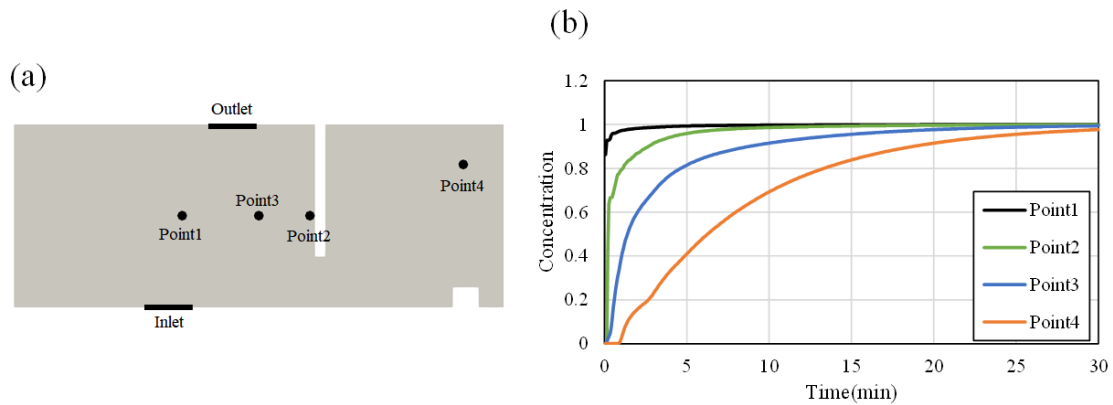 (a)
Outlet
Point4
Point3
Point1
Point2
Inlet
(b)
1.2
1
0.8
0.6
0.4
0.2
0
Concentration
Point1
Point2
Point3
Point4
0 5 10 15 20 25 30
Time(min)